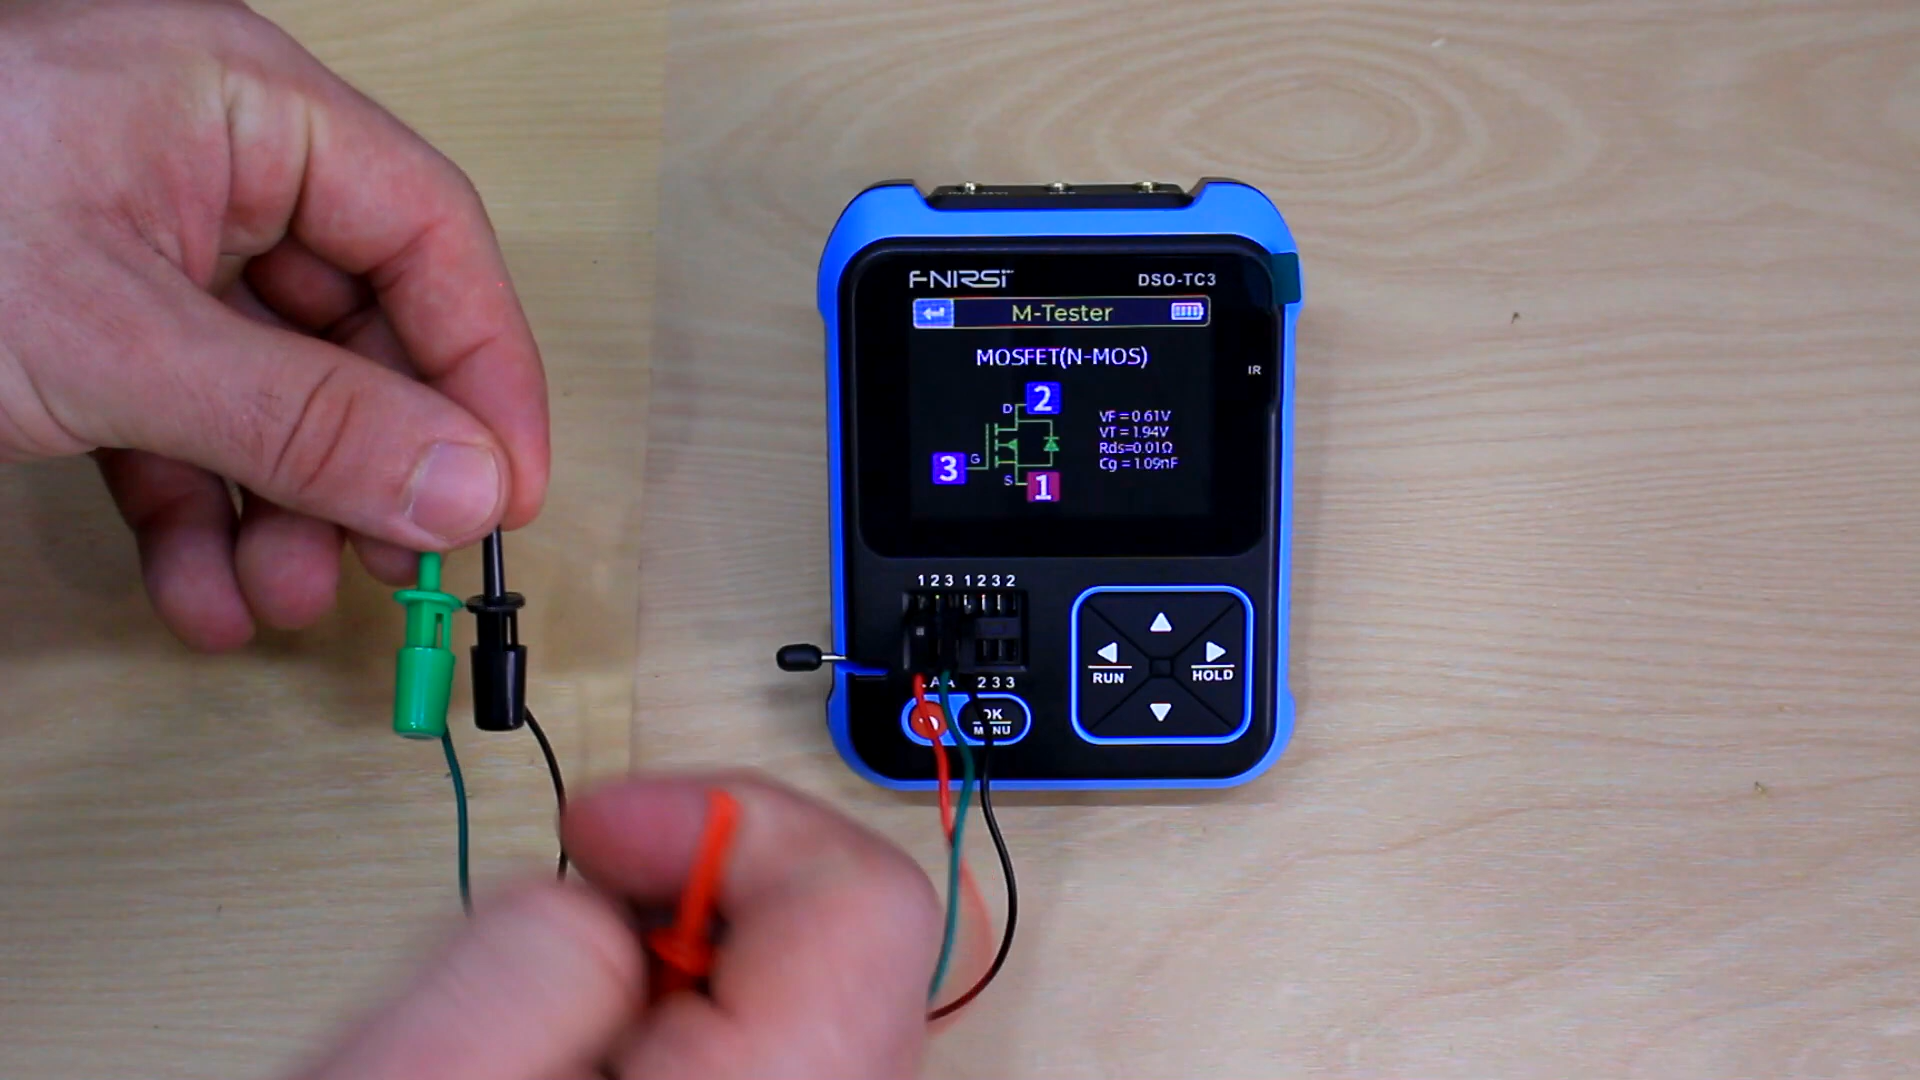 FNIRSI
DSO-TC3
M-Tester
MOSFET(N-MOS)
D 2
3 G
S 1
VF = 0.61V
VT = 1.94V
Rds=0.01Ω
Cg = 1.09nF
IR
1 2 3 1 2 3 2
A A 2 3 3
RUN
HOLD
OK
MENU